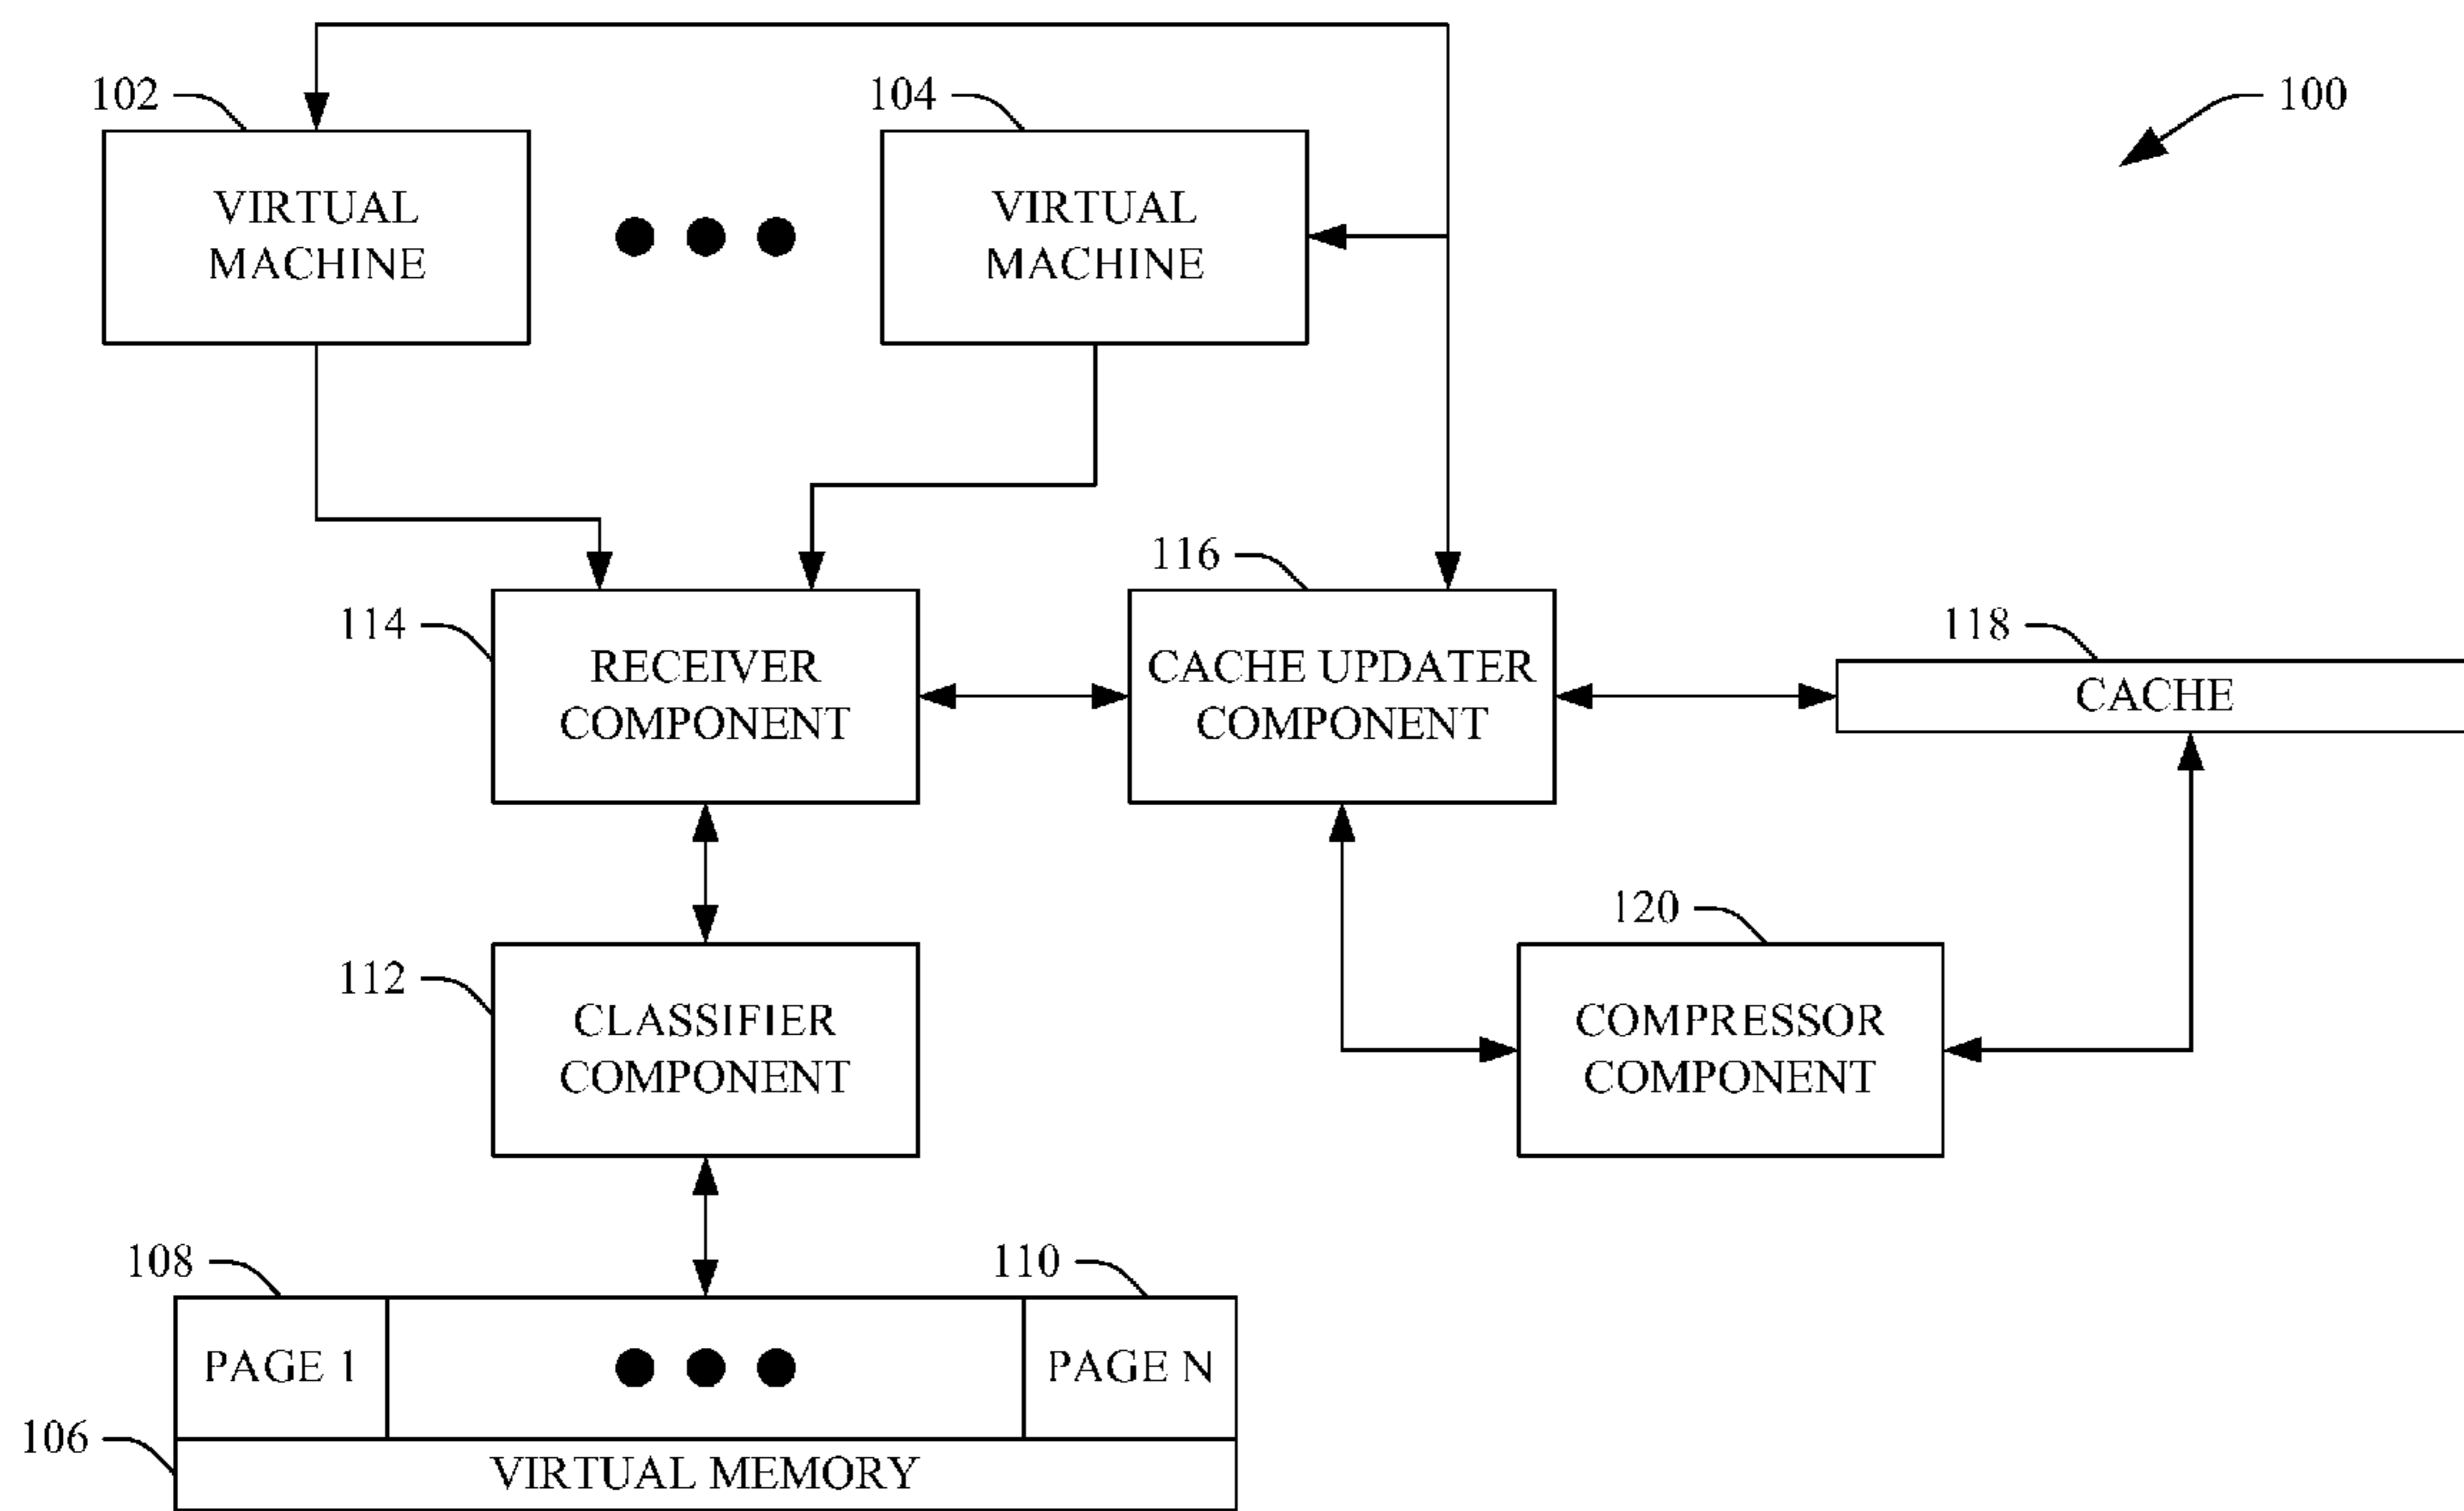 102
104
100
VIRTUAL
MACHINE
VIRTUAL
MACHINE
116
114
118
RECEIVER
COMPONENT
CACHE UPDATER
COMPONENT
CACHE
120
112
CLASSIFIER
COMPONENT
COMPRESSOR
COMPONENT
108
110
PAGE 1
PAGE N
106
VIRTUAL MEMORY